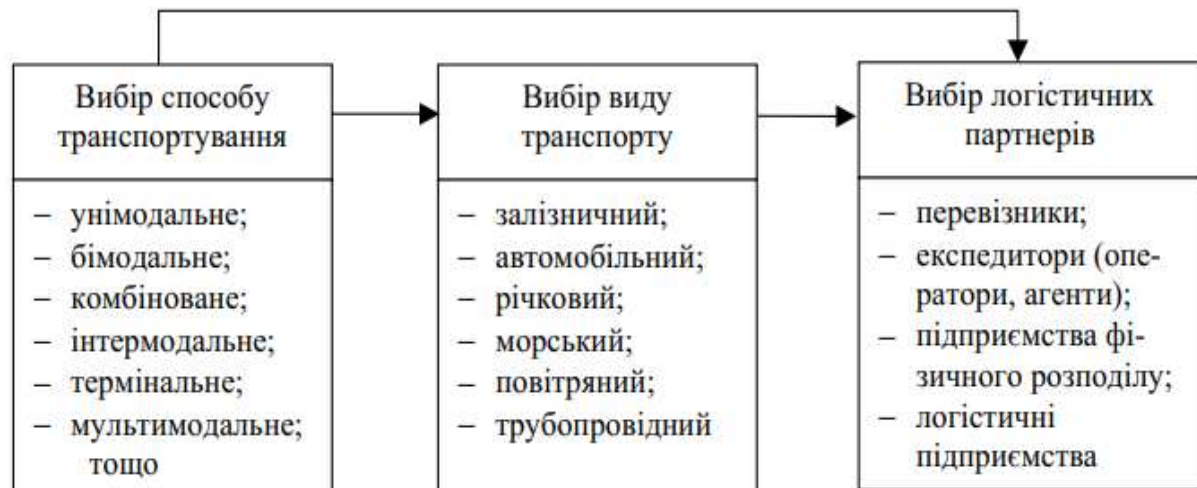 Вибір способу
транспортування
– унімодальне;
– бімодальне;
– комбіноване;
– інтермодальне;
– термінальне;
– мультимодальне;
тощо
Вибір виду
транспорту
– залізничний;
– автомобільний;
– річковий;
– морський;
– повітряний;
– трубопровідний
Вибір логістичних
партнерів
– перевізники;
– експедитори (опе-
ратори, агенти);
– підприємства фі-
зичного розподілу;
– логістичні
підприємства